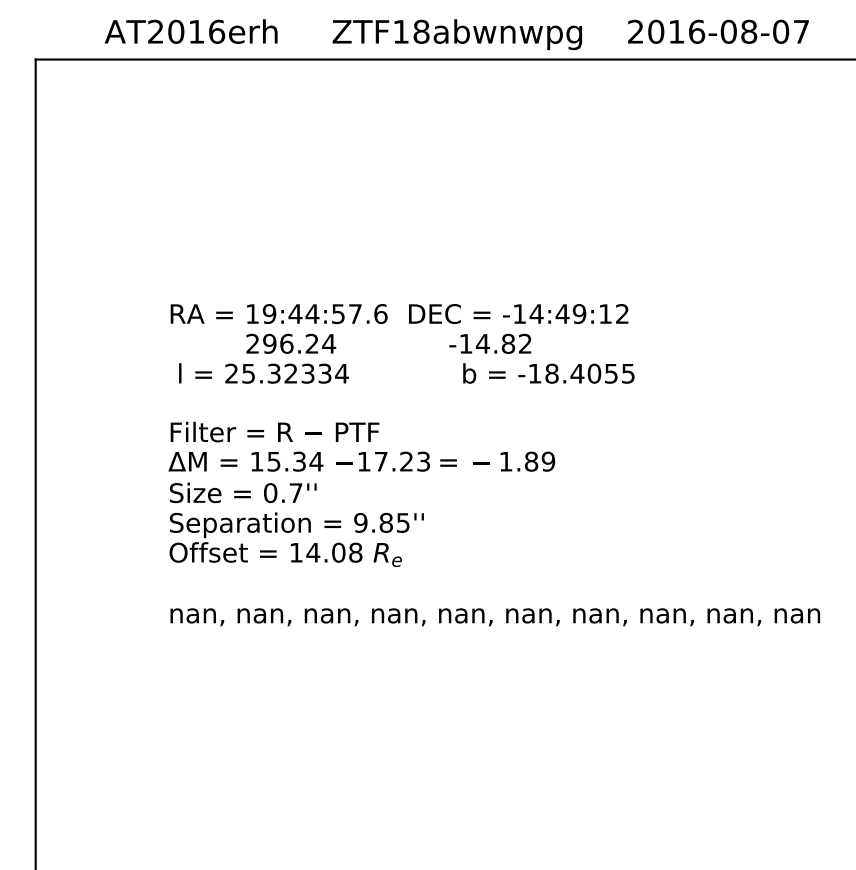 AT2016erh ZTF18abwnwpg 2016-08-07
RA = 19:44:57.6 DEC = -14:49:12
296.24 -14.82
l = 25.32334 b = -18.4055
Filter = R − PTF
ΔM = 15.34 −17.23 = − 1.89
Size = 0.7''
Separation = 9.85''
Offset = 14.08 Rₑ
nan, nan, nan, nan, nan, nan, nan, nan, nan, nan